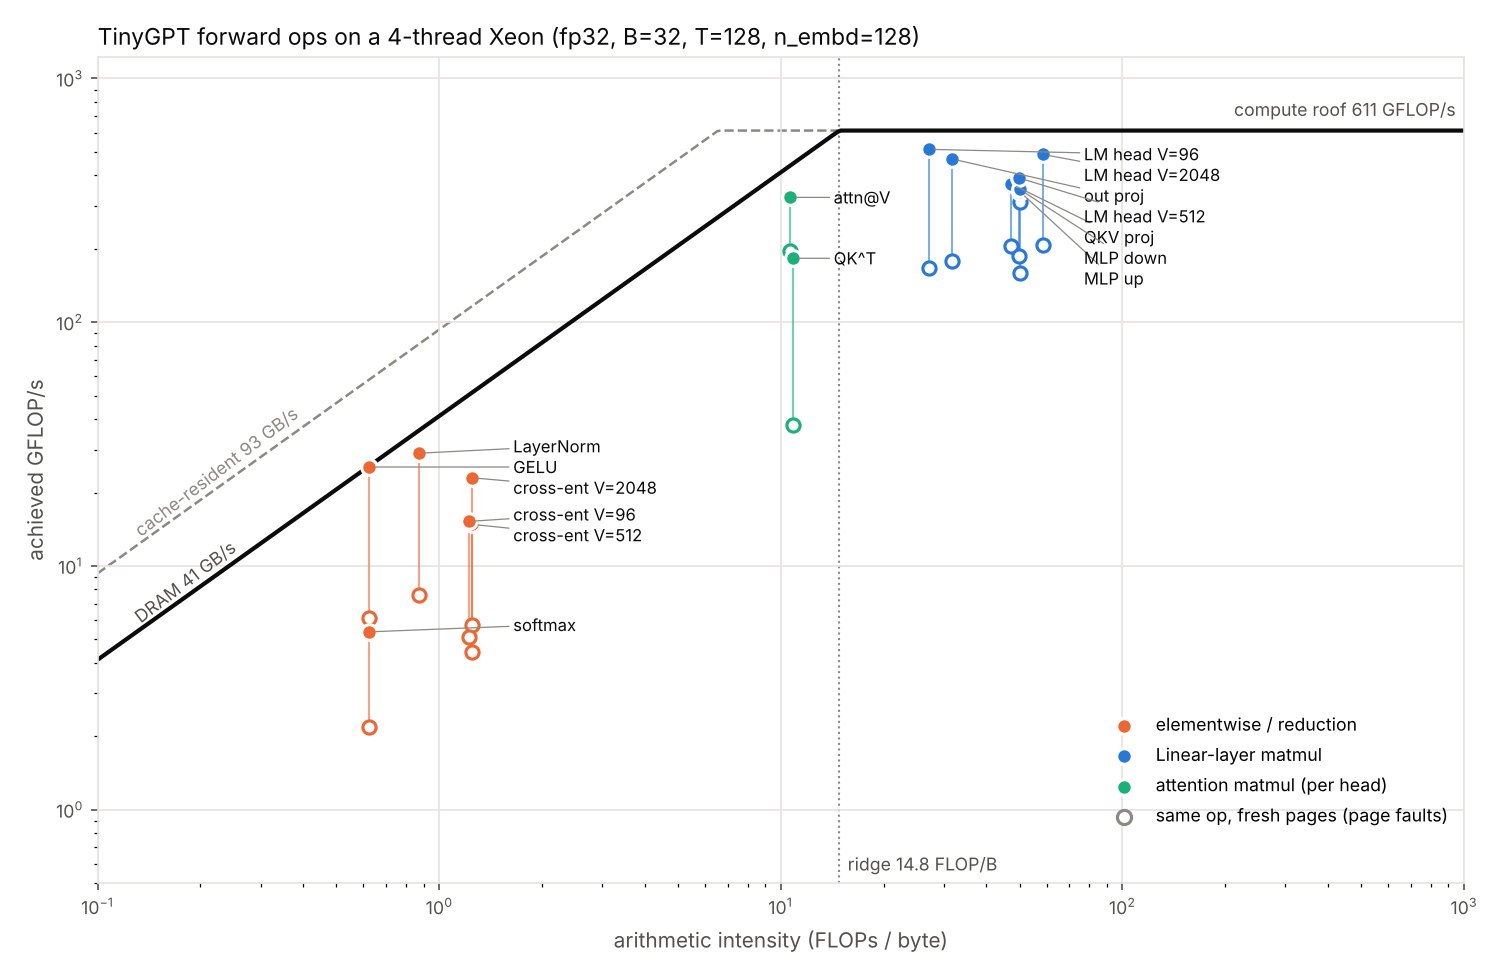 TinyGPT forward ops on a 4-thread Xeon (fp32, B=32, T=128, n_embd=128)
10³
compute roof 611 GFLOP/s
LM head V=96
LM head V=2048
out proj
LM head V=512
QKV proj
MLP down
MLP up
attn@V
QK^T
10²
achieved GFLOP/s
cache-resident 93 GB/s
DRAM 41 GB/s
LayerNorm
GELU
cross-ent V=2048
cross-ent V=96
cross-ent V=512
10¹
softmax
elementwise / reduction
Linear-layer matmul
attention matmul (per head)
same op, fresh pages (page faults)
10⁰
ridge 14.8 FLOP/B
10⁻¹
10⁰
10¹
10²
10³
arithmetic intensity (FLOPs / byte)